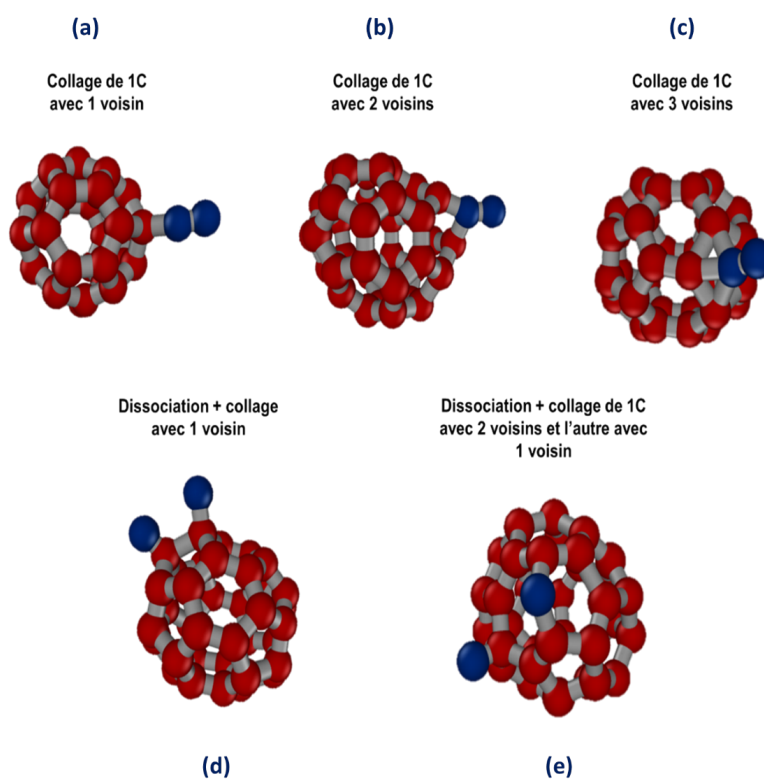 (a)
(b)
(c)
Collage de 1C
avec 1 voisin
Collage de 1C
avec 2 voisins
Collage de 1C
avec 3 voisins
Dissociation + collage
avec 1 voisin
Dissociation + collage de 1C
avec 2 voisins et l'autre avec
1 voisin
(d)
(e)